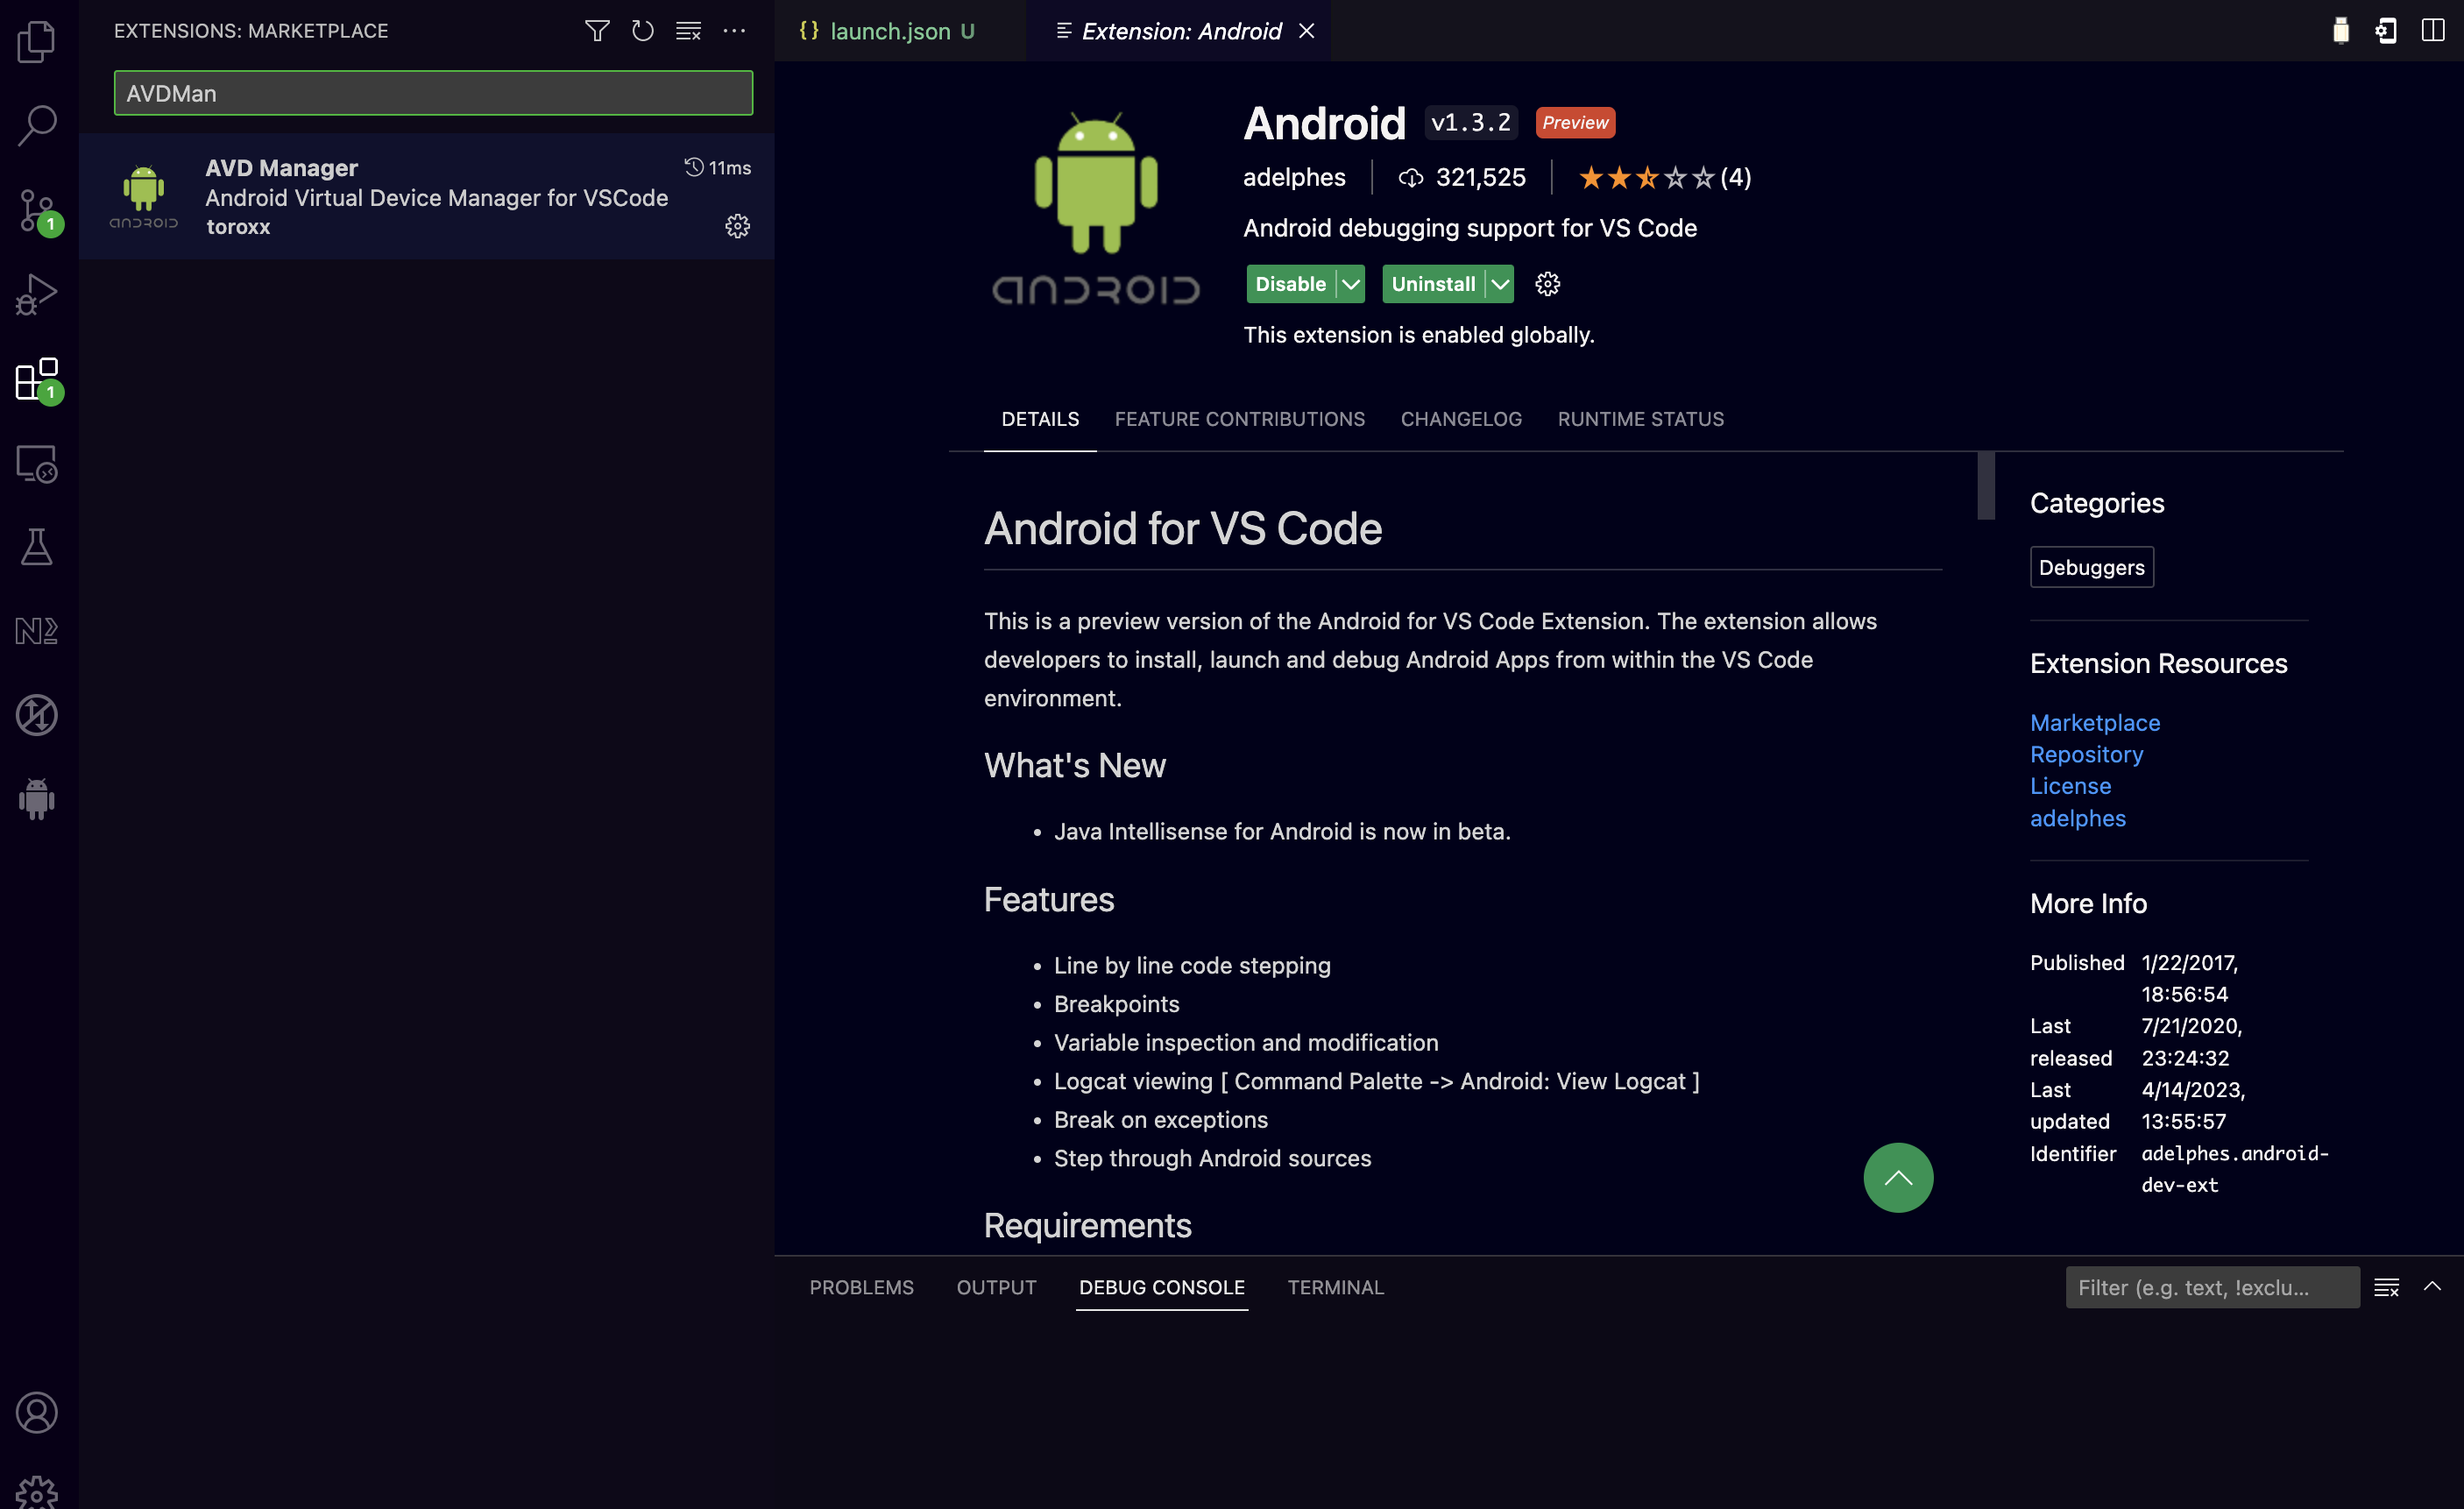 EXTENSIONS: MARKETPLACE
AVDMan
AVD Manager
11ms
Android Virtual Device Manager for VSCode
toroxx
ANDROID
1
1
{} launch.json U
Extension: Android
ANDROID
Android v1.3.2 Preview
adelphes 321,525 (4)
Android debugging support for VS Code
Disable Uninstall
This extension is enabled globally.
DETAILS FEATURE CONTRIBUTIONS CHANGELOG RUNTIME STATUS
Android for VS Code
This is a preview version of the Android for VS Code Extension. The extension allows
developers to install, launch and debug Android Apps from within the VS Code
environment.
What's New
• Java Intellisense for Android is now in beta.
Features
• Line by line code stepping
• Breakpoints
• Variable inspection and modification
• Logcat viewing [ Command Palette -> Android: View Logcat ]
• Break on exceptions
• Step through Android sources
Requirements
Categories
Debuggers
Extension Resources
Marketplace
Repository
License
adelphes
More Info
Published 1/22/2017,
18:56:54
Last 7/21/2020,
released 23:24:32
Last 4/14/2023,
updated 13:55:57
Identifier adelphes.android-
dev-ext
PROBLEMS OUTPUT DEBUG CONSOLE TERMINAL
Filter (e.g. text, !exclu...